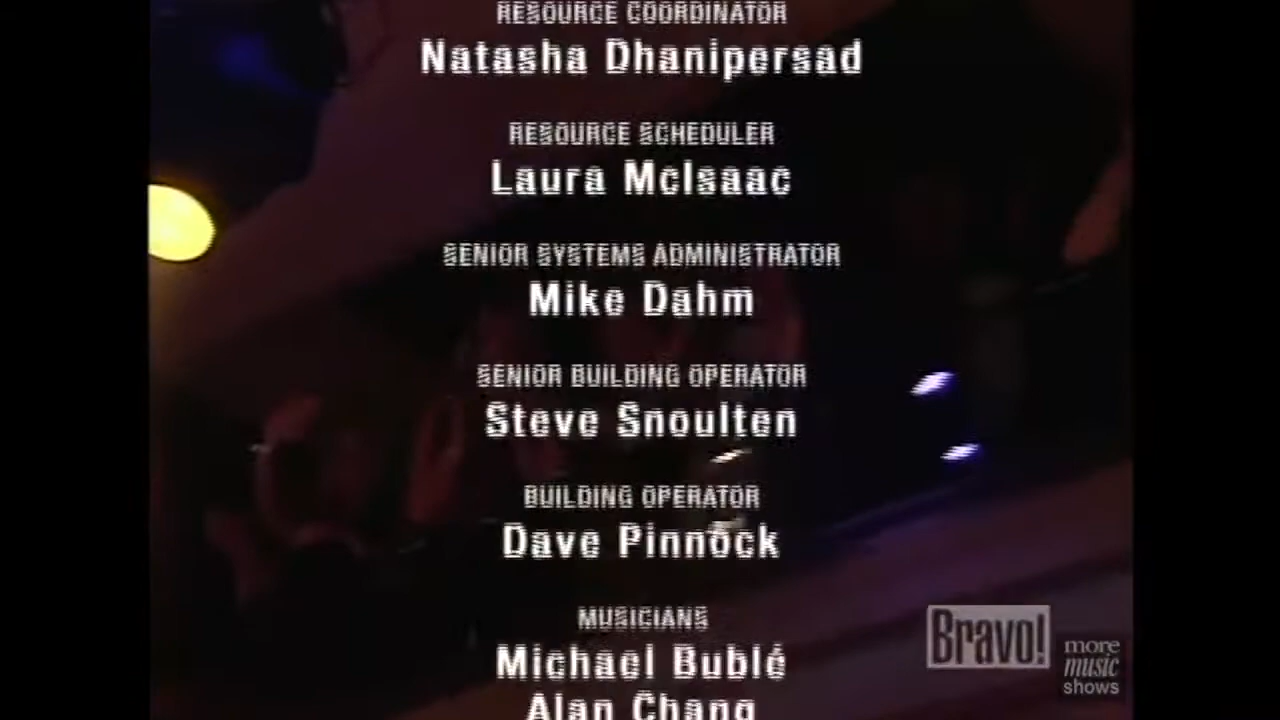 RESOURCE COORDINATOR
Natasha Dhanipersad
RESOURCE SCHEDULER
Laura McIsaac
SENIOR SYSTEMS ADMINISTRATOR
Mike Dahm
SENIOR BUILDING OPERATOR
Steve Snoulten
BUILDING OPERATOR
Dave Pinnock
MUSICIANS
Michael Bublé
Alan Chang
Bravo!
more
music
shows